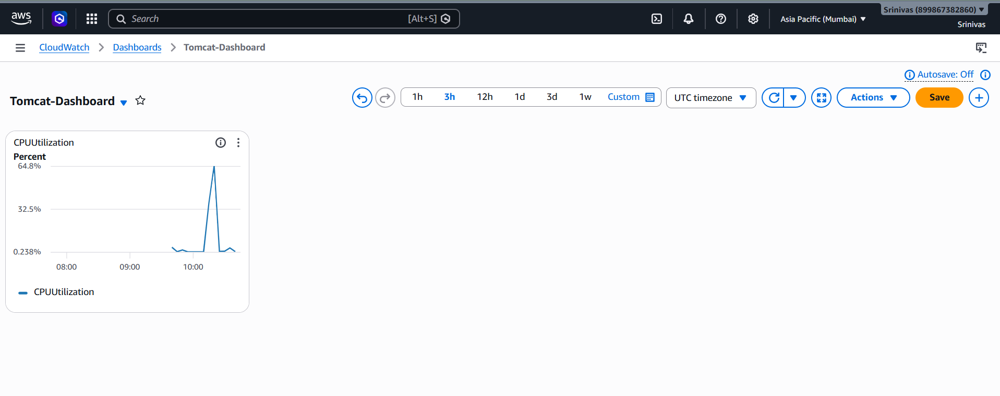 aws
Search [Alt+S]
Asia Pacific (Mumbai)
Srinivas (899867382860)
Srinivas
CloudWatch Dashboards Tomcat-Dashboard
Autosave: Off
Tomcat-Dashboard
1h 3h 12h 1d 3d 1w Custom
UTC timezone
Actions
Save
CPUUtilization
Percent
64.8%
32.5%
0.238%
08:00 09:00 10:00
CPUUtilization